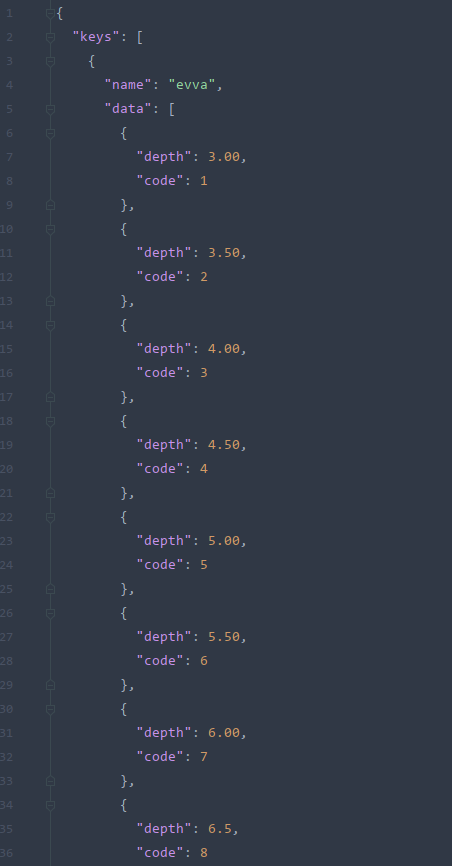 1 {
2 "keys": [
3 {
4 "name": "evva",
5 "data": [
6 {
7 "depth": 3.00,
8 "code": 1
9 },
10 {
11 "depth": 3.50,
12 "code": 2
13 },
14 {
15 "depth": 4.00,
16 "code": 3
17 },
18 {
19 "depth": 4.50,
20 "code": 4
21 },
22 {
23 "depth": 5.00,
24 "code": 5
25 },
26 {
27 "depth": 5.50,
28 "code": 6
29 },
30 {
31 "depth": 6.00,
32 "code": 7
33 },
34 {
35 "depth": 6.5,
36 "code": 8